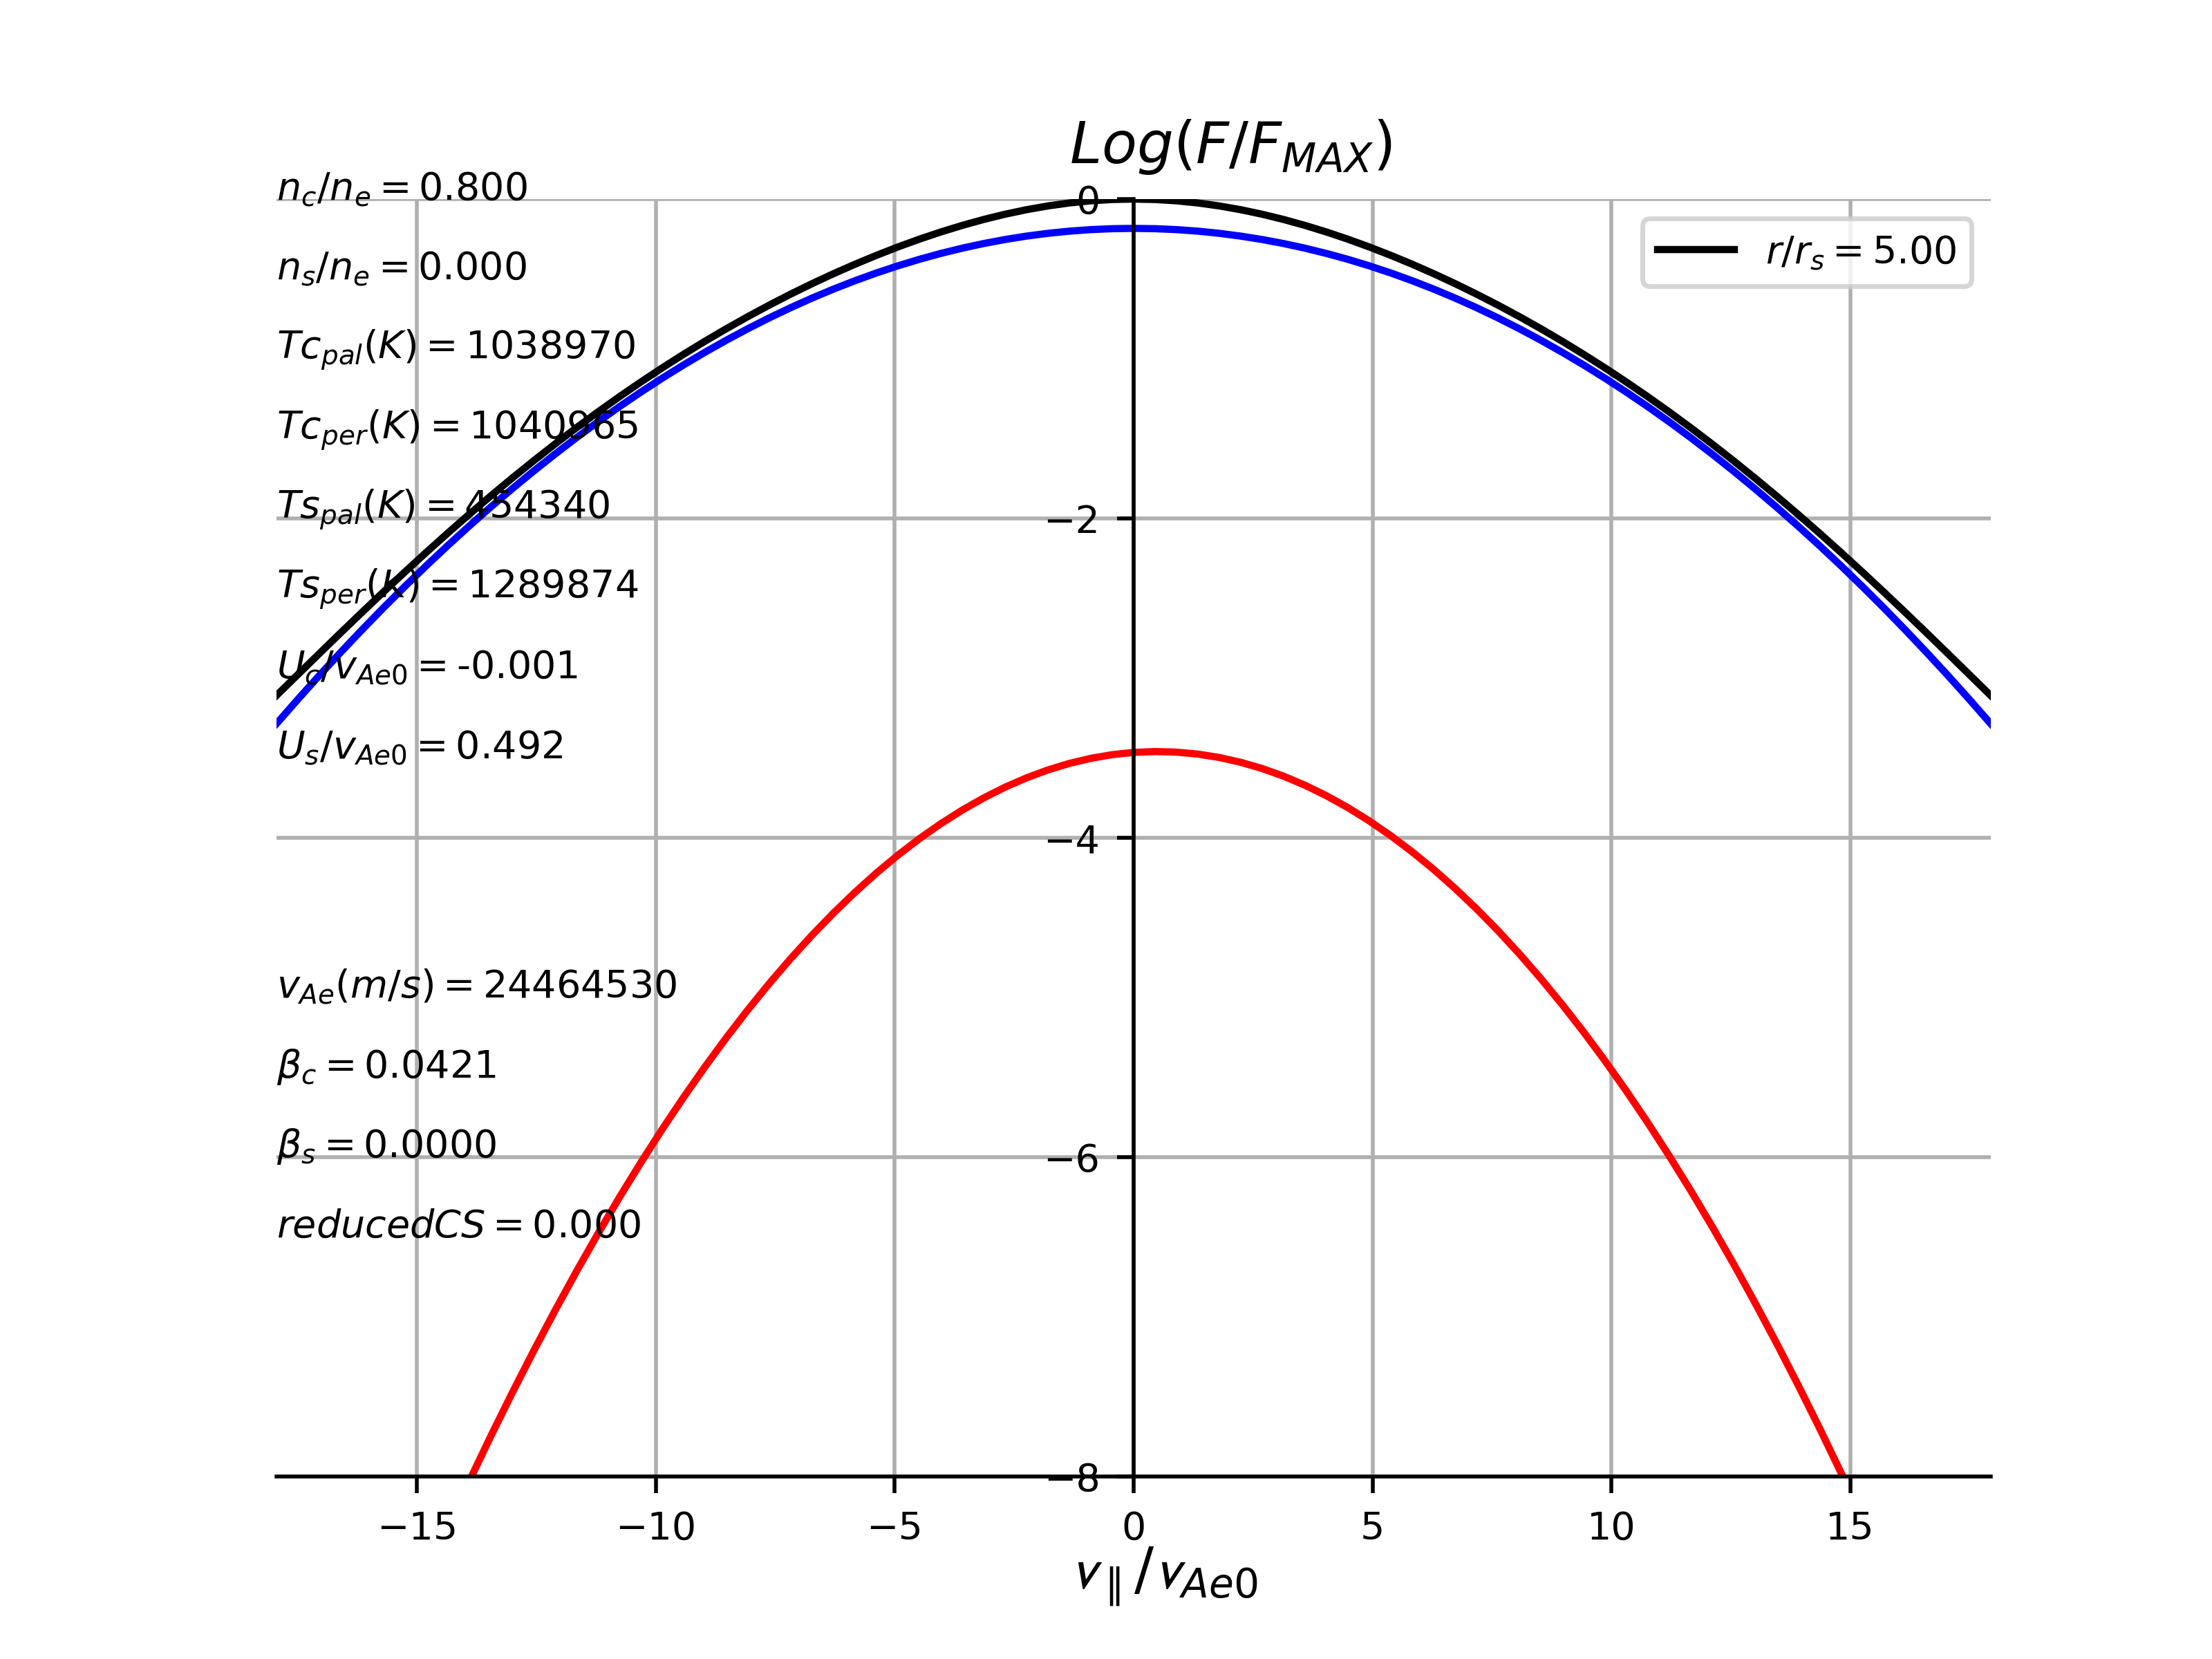 Log(F/F_MAX)
n_c/n_e = 0.800
0
n_s/n_e = 0.000
r/r_s = 5.00
Tc_pal(K) = 1038970
Tc_per(K) = 1040965
Ts_pal(K) = 454340
−2
Ts_per(K) = 1289874
U_c/v_Ae0 = -0.001
U_s/v_Ae0 = 0.492
−4
v_Ae(m/s) = 24464530
β_c = 0.0421
β_s = 0.0000
−6
reducedCS = 0.000
−8
−15 −10 −5 0 5 10 15
v_∥/v_Ae0